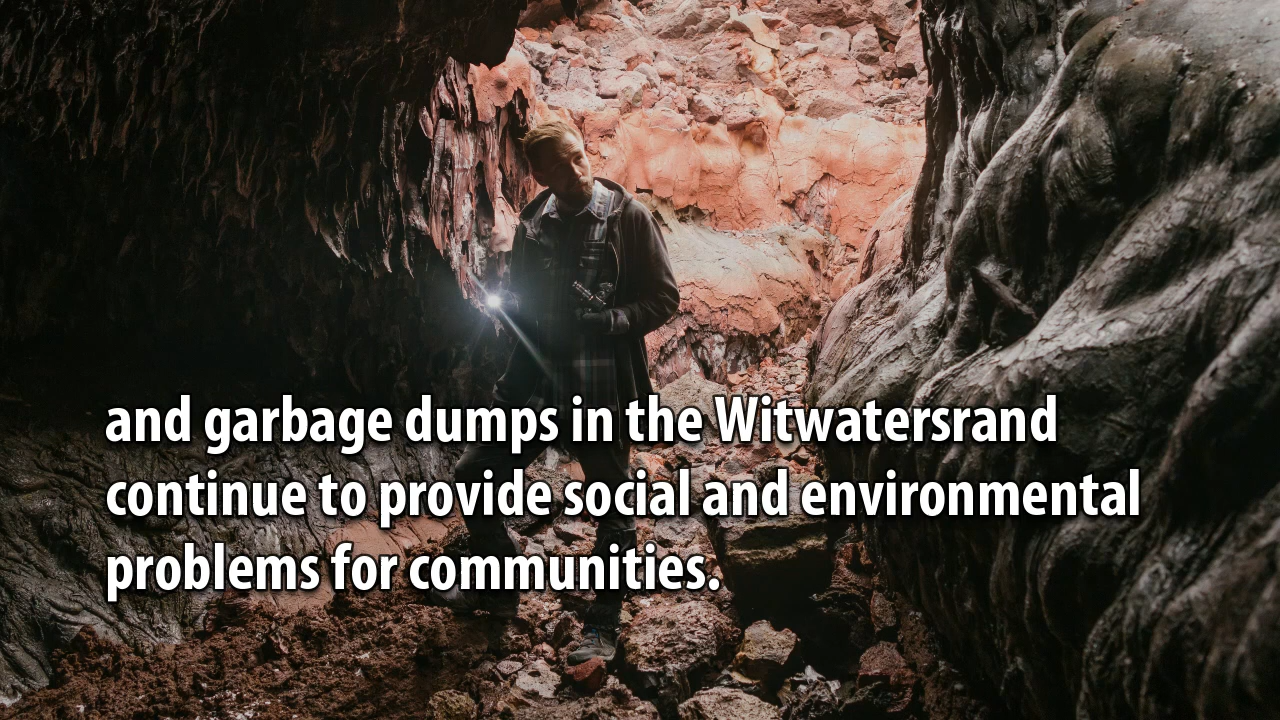 and garbage dumps in the Witwatersrand
continue to provide social and environmental
problems for communities.